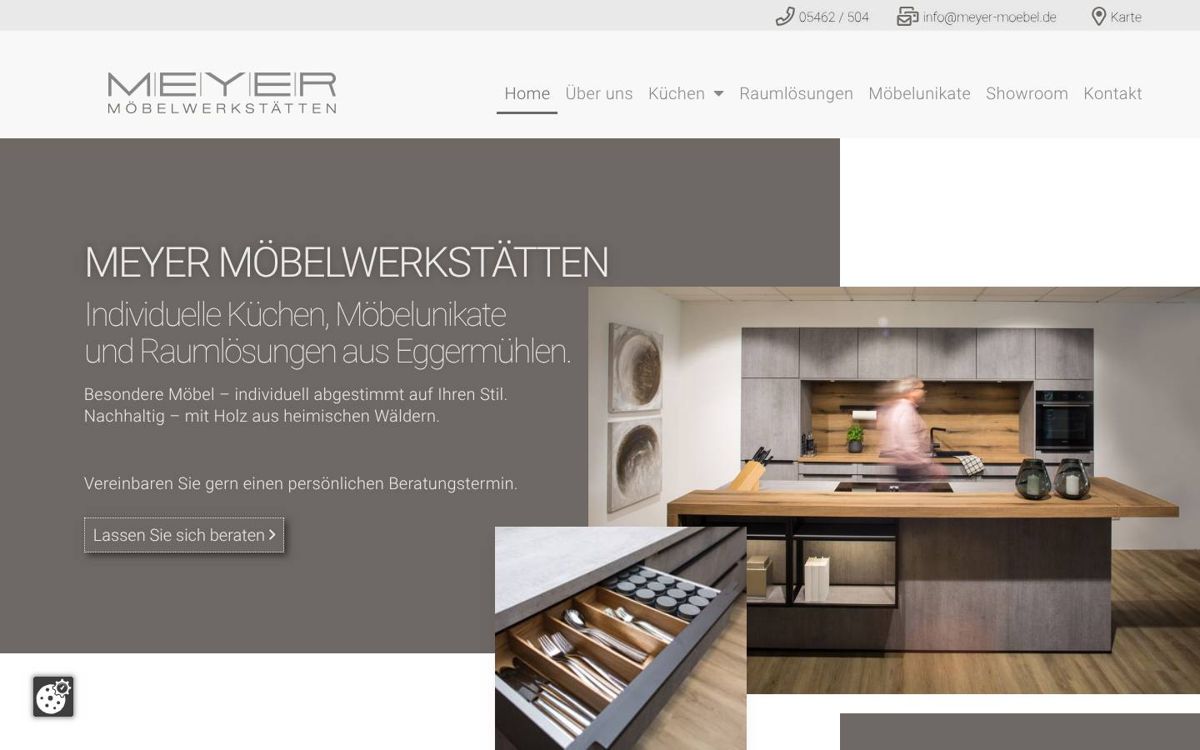 05462 / 504
info@meyer-moebel.de
Karte
MEYER
MÖBELWERKSTÄTTEN
Home
Über uns
Küchen
Raumlösungen
Möbelunikate
Showroom
Kontakt
MEYER MÖBELWERKSTÄTTEN
Individuelle Küchen, Möbelunikate
und Raumlösungen aus Eggermühlen.
Besondere Möbel – individuell abgestimmt auf Ihren Stil.
Nachhaltig – mit Holz aus heimischen Wäldern.
Vereinbaren Sie gern einen persönlichen Beratungstermin.
Lassen Sie sich beraten